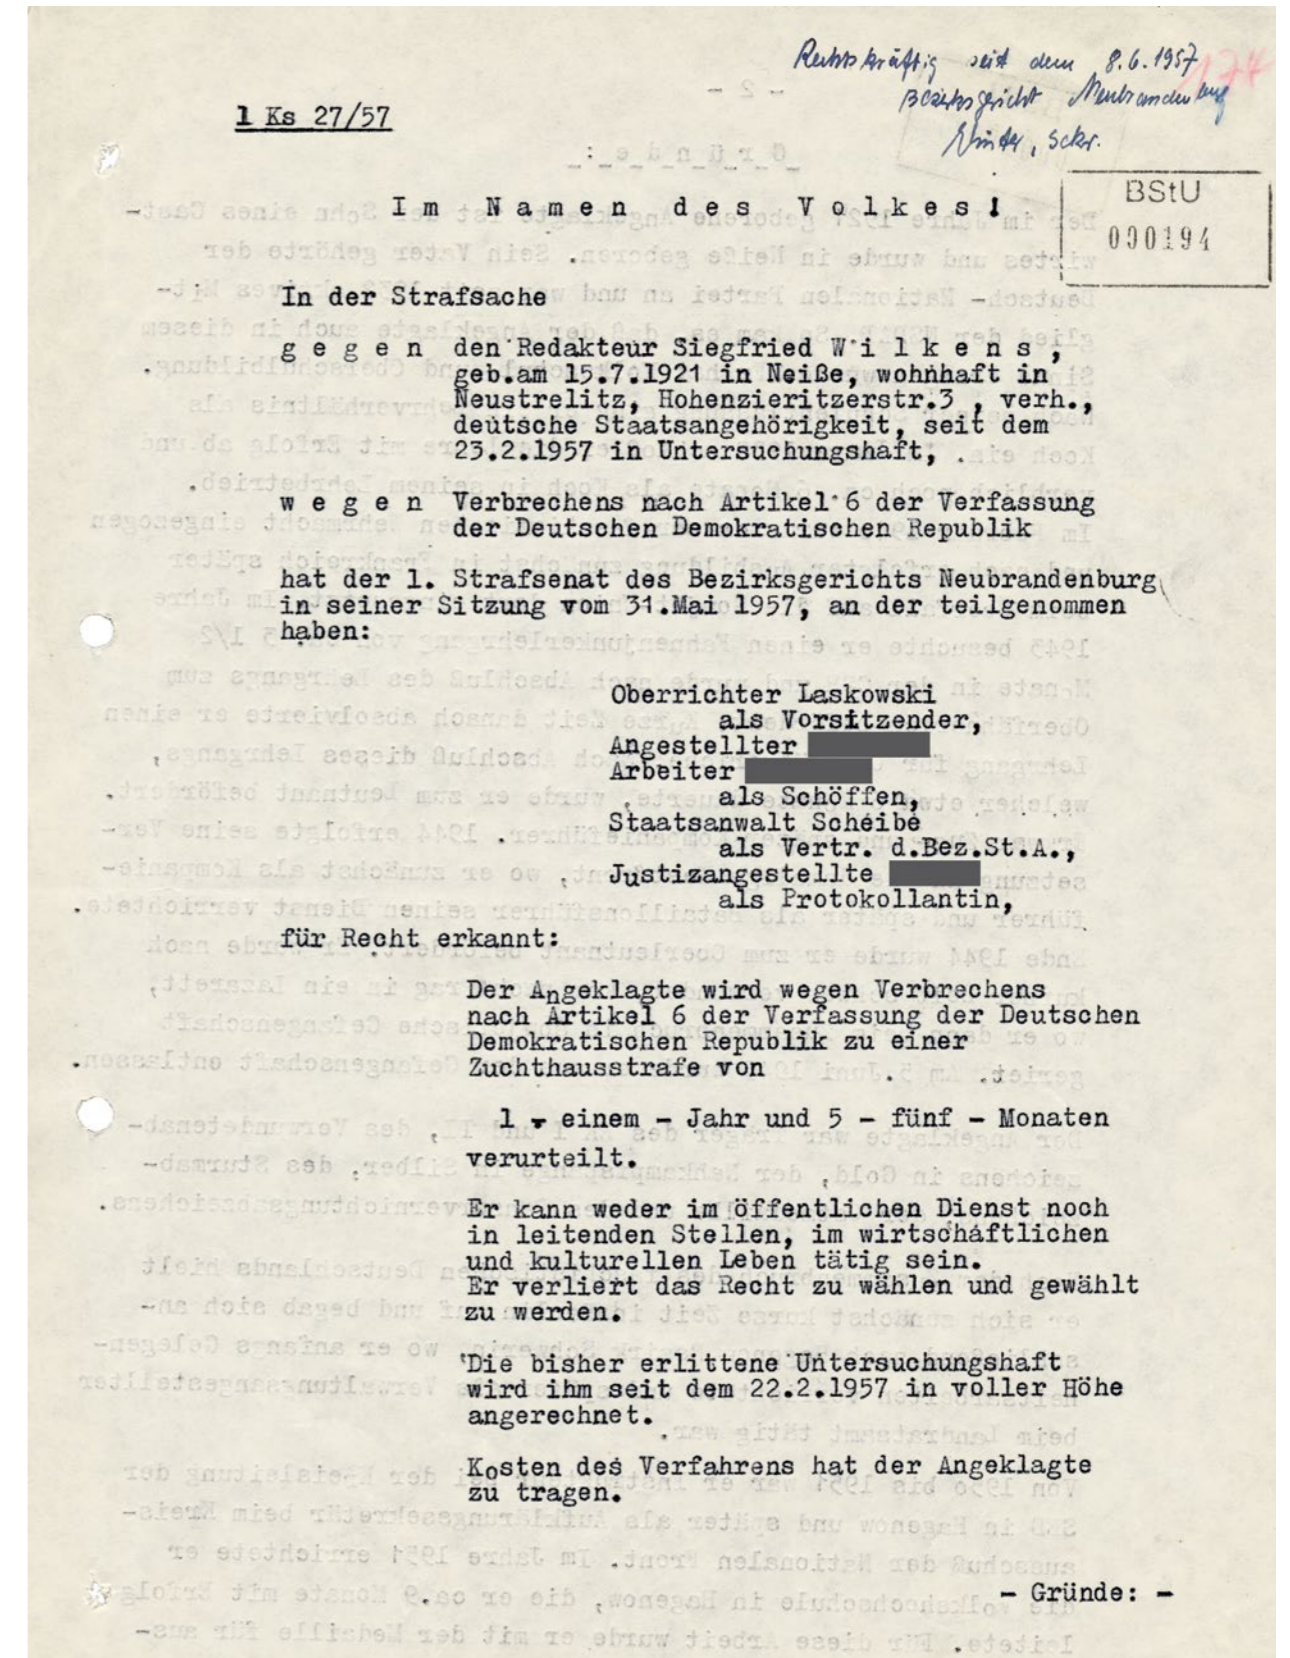 Rechtskräftig seit dem 8.6.1957
174
Bezirksgericht Neubrandenburg
, Sekr.
- 2 -
1 Ks 27/57
BStU
000194
Im Namen des Volkes!
In der Strafsache
gegen den Redakteur Siegfried Wilkens,
geb.am 15.7.1921 in Neiße, wohnhaft in
Neustrelitz, Hohenzieritzerstr.3 , verh.,
deutsche Staatsangehörigkeit, seit dem
23.2.1957 in Untersuchungshaft,
wegen Verbrechens nach Artikel 6 der Verfassung
der Deutschen Demokratischen Republik
hat der 1. Strafsenat des Bezirksgerichts Neubrandenburg
in seiner Sitzung vom 31.Mai 1957, an der teilgenommen
haben:
Oberrichter Laskowski
als Vorsitzender,
Angestellter
Arbeiter
als Schöffen,
Staatsanwalt Scheibe
als Vertr. d.Bez.St.A.,
Justizangestellte
als Protokollantin,
für Recht erkannt:
Der Angeklagte wird wegen Verbrechens
nach Artikel 6 der Verfassung der Deutschen
Demokratischen Republik zu einer
Zuchthausstrafe von
1 - einem - Jahr und 5 - fünf - Monaten
verurteilt.
Er kann weder im öffentlichen Dienst noch
in leitenden Stellen, im wirtschaftlichen
und kulturellen Leben tätig sein.
Er verliert das Recht zu wählen und gewählt
zu werden.
Die bisher erlittene Untersuchungshaft
wird ihm seit dem 22.2.1957 in voller Höhe
angerechnet.
Kosten des Verfahrens hat der Angeklagte
zu tragen.
- Gründe: -